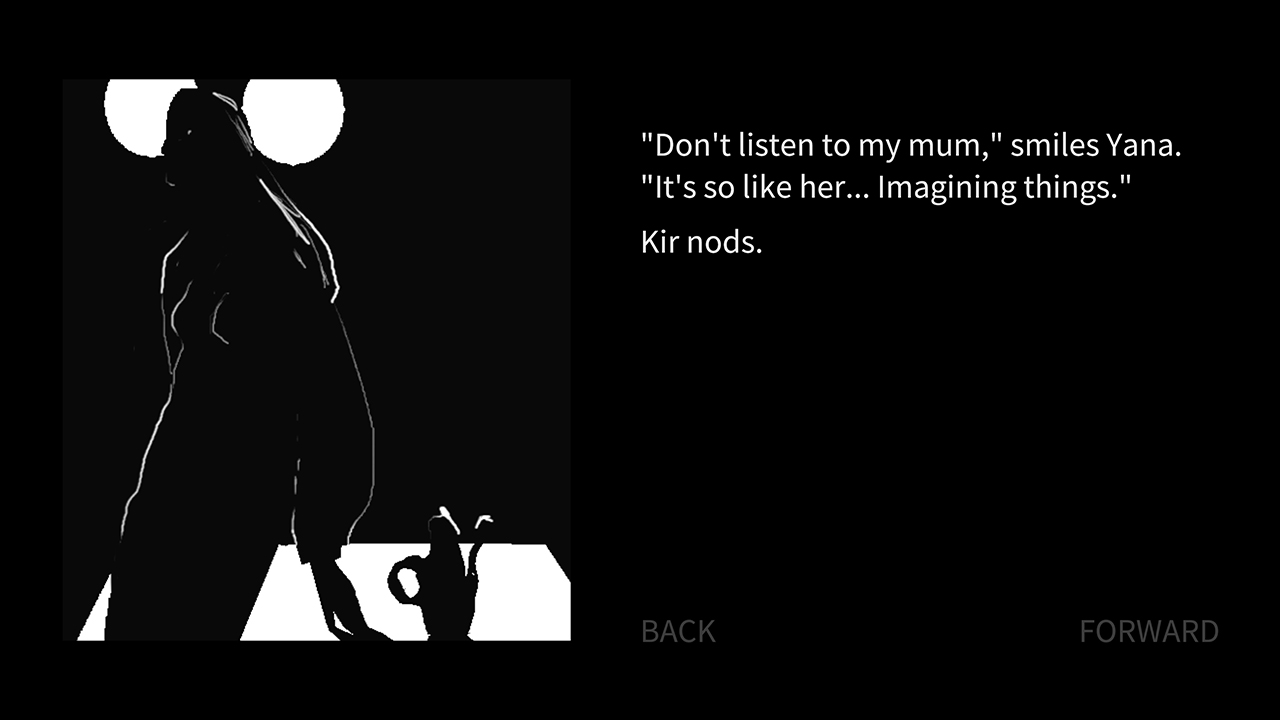 "Don't listen to my mum," smiles Yana.
"It's so like her... Imagining things."
Kir nods.
BACK
FORWARD